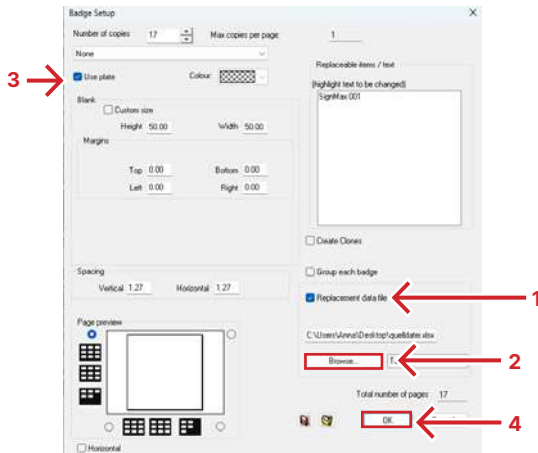 Badge Setup
Number of copies 17 Max copies per page: 1
None
3 Use plate Colour:
Replaceable items / text
(highlight text to be changed)
SignMax 001
Blank
Custom size
Height 50.00 Width 50.00
Margins
Top 0.00 Bottom 0.00
Left 0.00 Right 0.00
Create Clones
Group each badge
Spacing
Vertical 1.27 Horizontal 1.27
Replacement data file 1
Page preview
C:\Users\Anna\Desktop\quelldaten.xlsx
Browse... 2
Total number of pages 17
OK 4
Horizontal